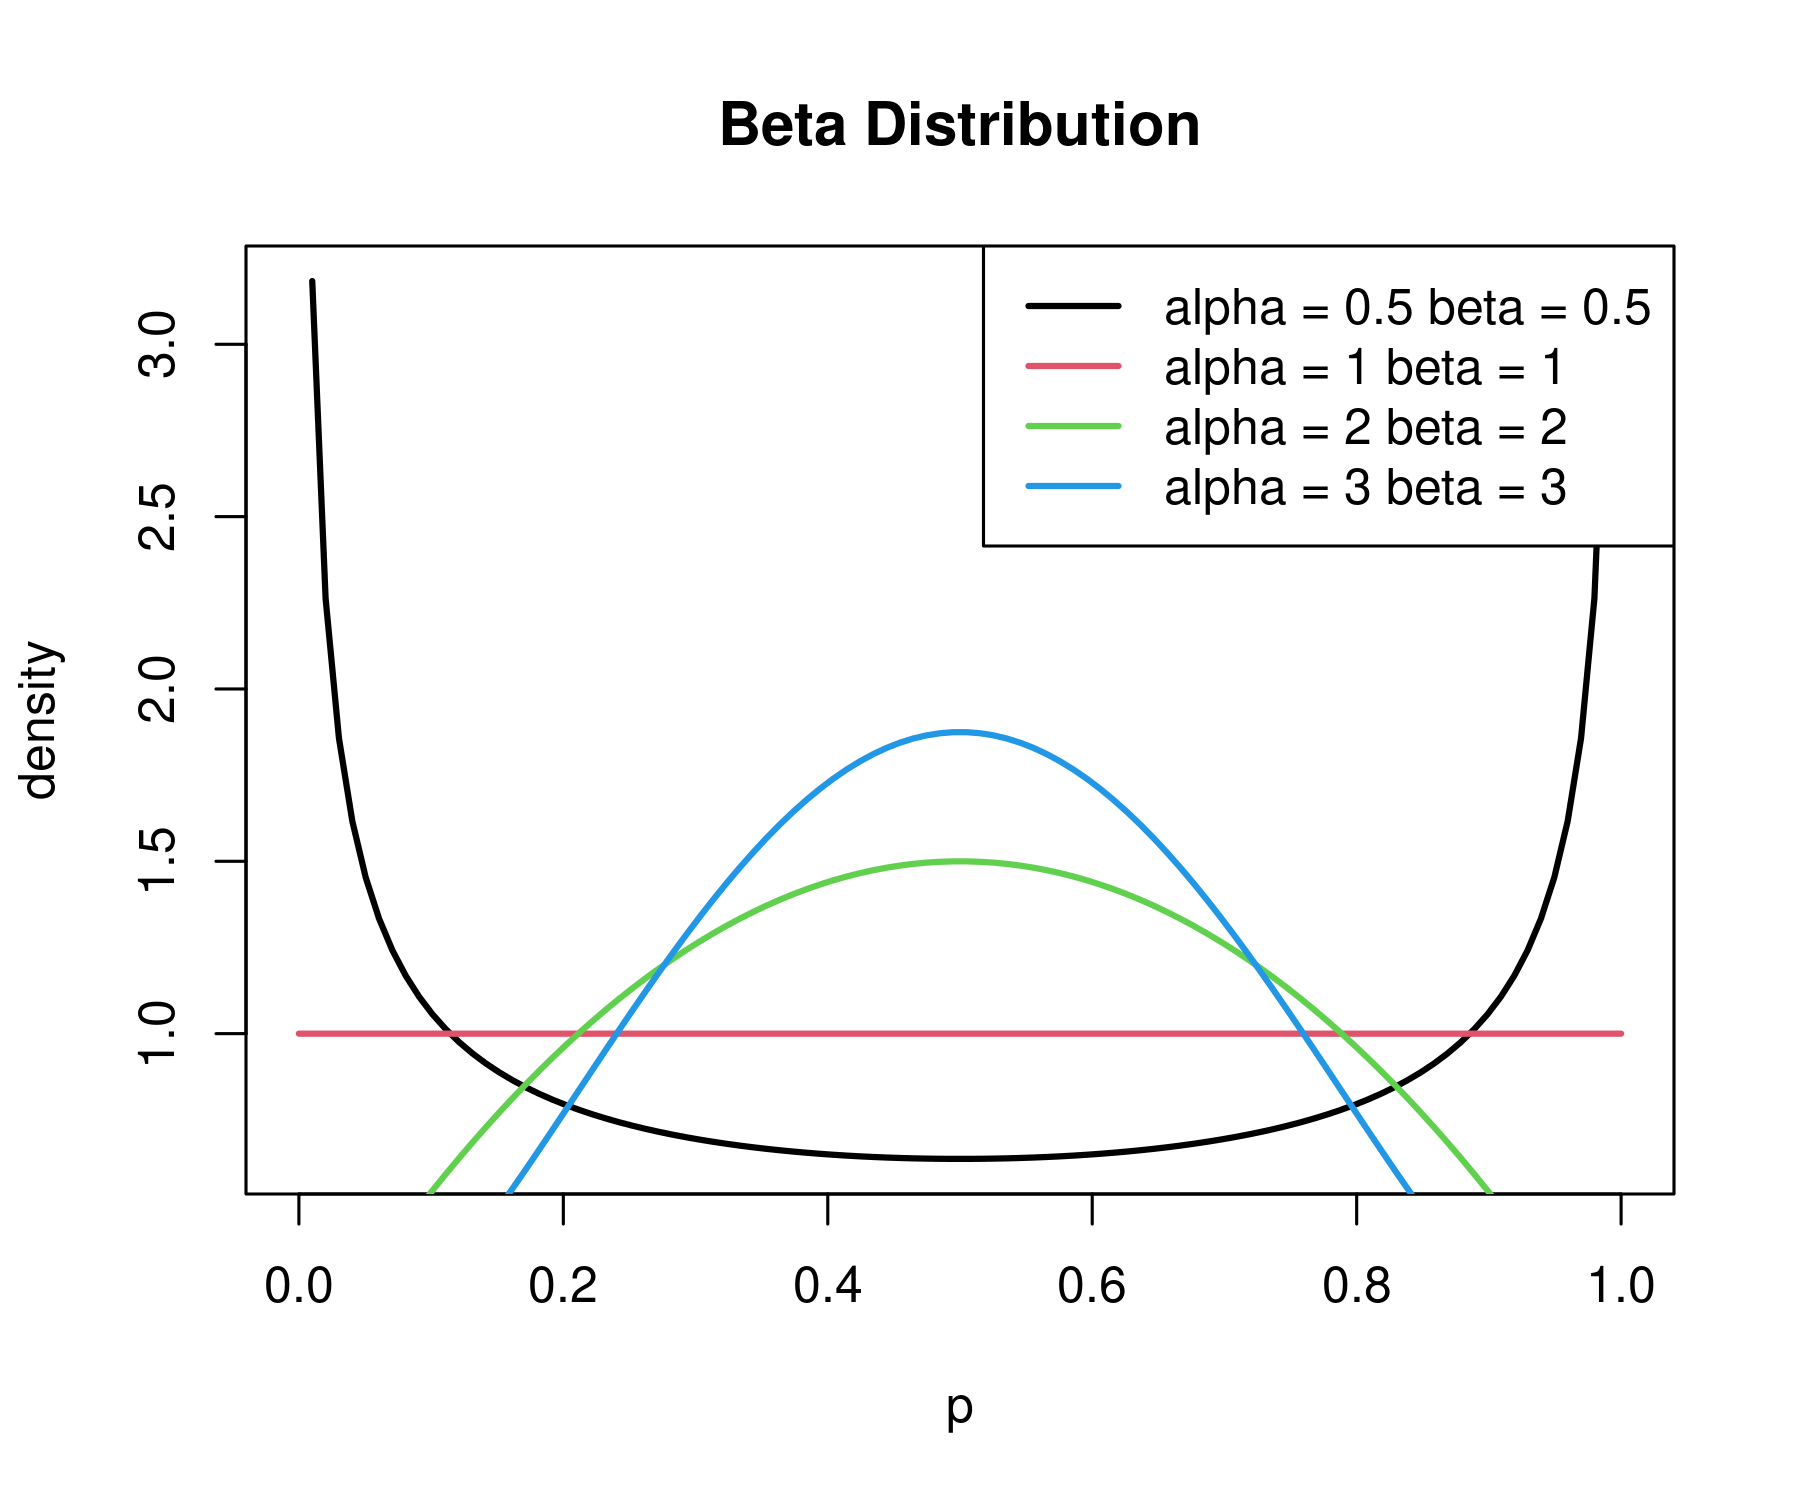 Beta Distribution
alpha = 0.5 beta = 0.5
alpha = 1 beta = 1
alpha = 2 beta = 2
alpha = 3 beta = 3
density
3.0
2.5
2.0
1.5
1.0
0.0 0.2 0.4 0.6 0.8 1.0
p